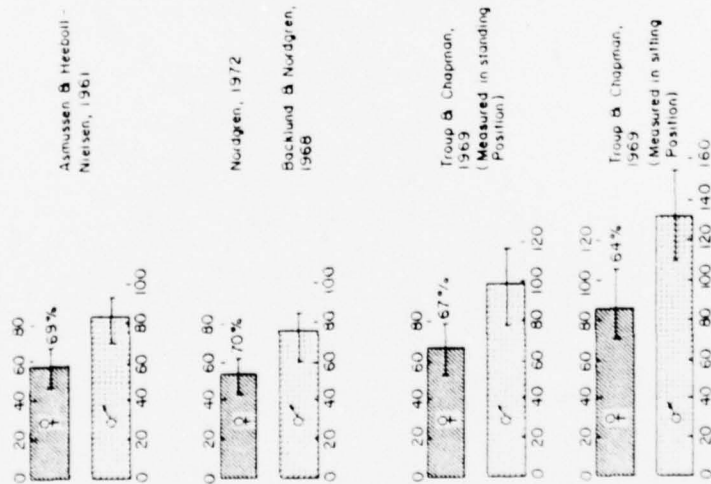 0 20 40 60 80
♀ 69%
♂
0 20 40 60 80 100
Asmussen & Heeboll-
Nielsen, 1961
0 20 40 60 80
♀ 70%
♂
0 20 40 60 80 100
Nordgren, 1972
Backlund & Nordgren,
1968
0 20 40 60 80
♀ 67%
♂
0 20 40 60 80 100 120
Troup & Chapman,
1969
(Measured in standing
Position)
0 20 40 60 80 100 120
♀ 64%
♂
0 20 40 60 80 100 120 140 160
Troup & Chapman,
1969
(Measured in sitting
Position)